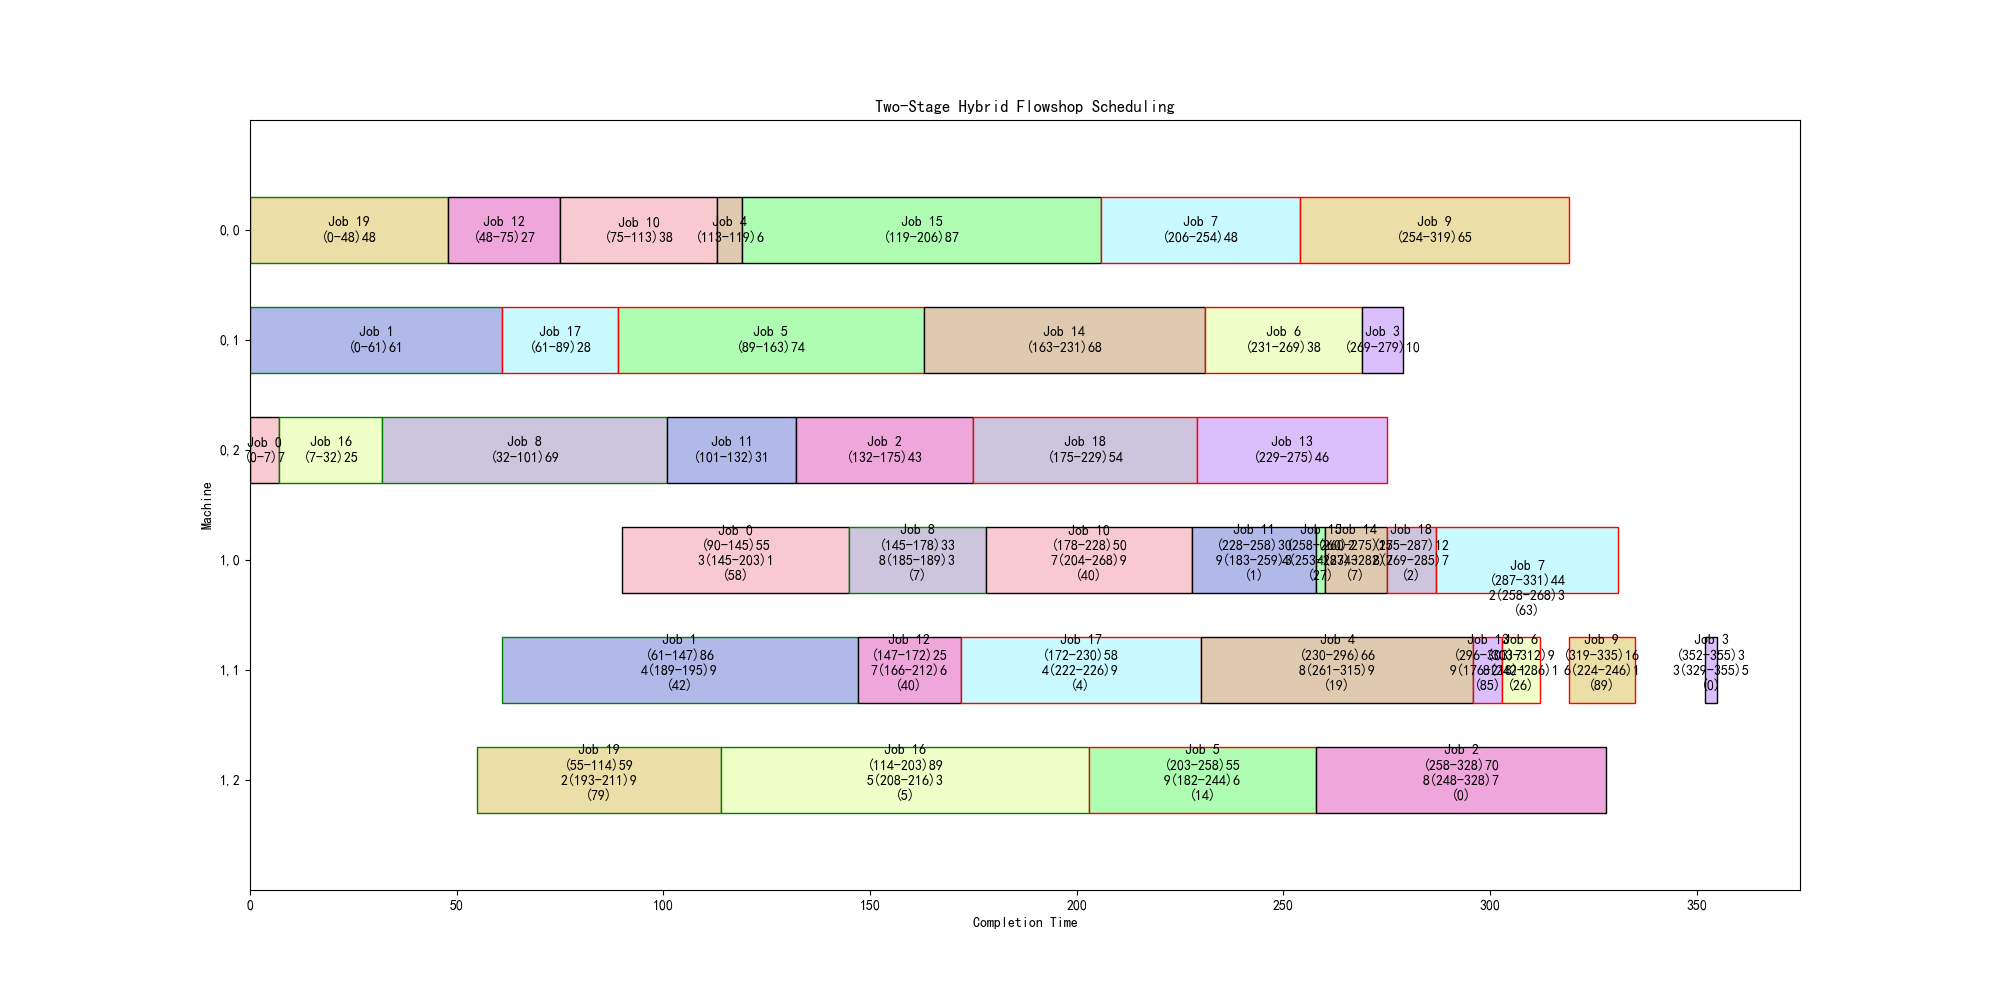 Two-Stage Hybrid Flowshop Scheduling
Machine
0,0
Job 19
(0-48)48
Job 12
(48-75)27
Job 10
(75-113)38
Job 4
(113-119)6
Job 15
(119-206)87
Job 7
(206-254)48
Job 9
(254-319)65
0,1
Job 1
(0-61)61
Job 17
(61-89)28
Job 5
(89-163)74
Job 14
(163-231)68
Job 6
(231-269)38
Job 3
(269-279)10
0,2
Job 0
(0-7)7
Job 16
(7-32)25
Job 8
(32-101)69
Job 11
(101-132)31
Job 2
(132-175)43
Job 18
(175-229)54
Job 13
(229-275)46
1,0
Job 0
(90-145)55
3(145-203)1
(58)
Job 8
(145-178)33
8(185-189)3
(7)
Job 10
(178-228)50
7(204-268)9
(40)
Job 11
(228-258)30
(1)
Job 15
(27)
Job 14
(7)
Job 18
(275-287)12
(2)
Job 7
(287-331)44
2(258-268)3
(63)
1,1
Job 1
(61-147)86
4(189-195)9
(42)
Job 12
(147-172)25
7(166-212)6
(40)
Job 17
(172-230)58
4(222-226)9
(4)
Job 4
(230-296)66
8(261-315)9
(19)
Job 13
(85)
Job 6
(26)
Job 9
(319-335)16
6(224-246)1
(89)
Job 3
(352-355)3
3(329-355)5
(0)
1,2
Job 19
(55-114)59
2(193-211)9
(79)
Job 16
(114-203)89
5(208-216)3
(5)
Job 5
(203-258)55
9(182-244)6
(14)
Job 2
(258-328)70
8(248-328)7
(0)
0
50
100
150
200
250
300
350
Completion Time